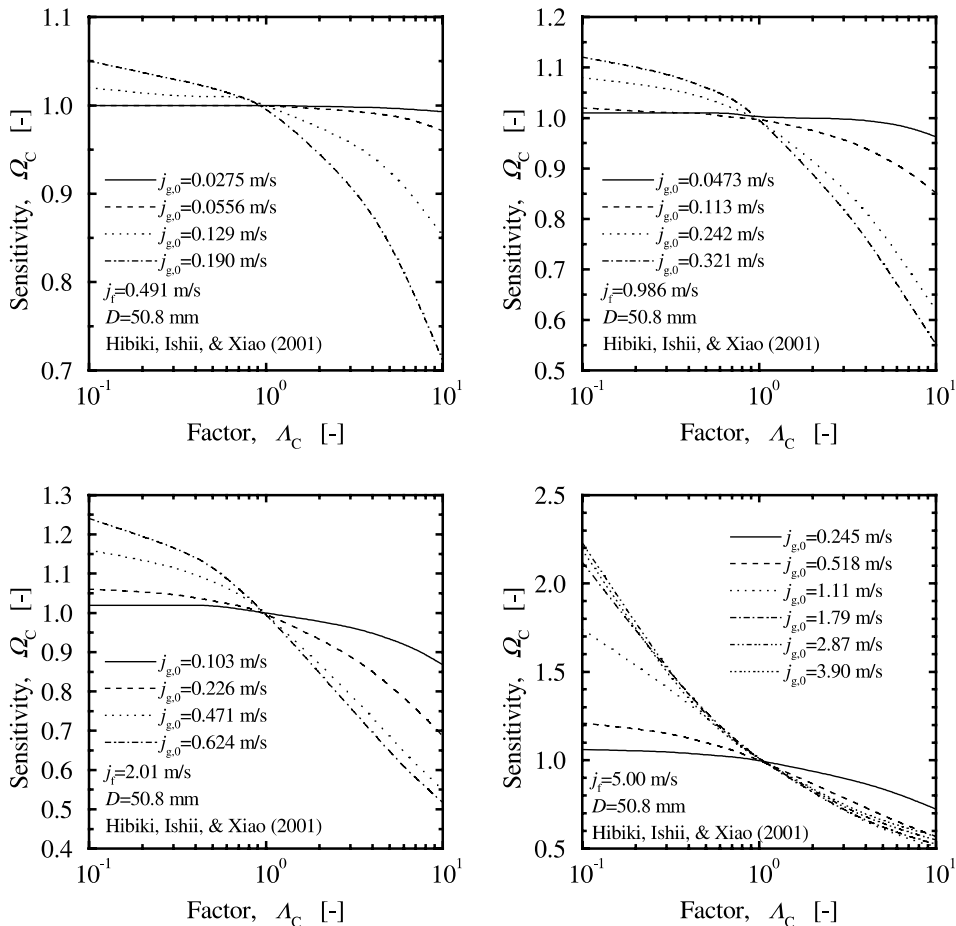 1.1
1.0
0.9
0.8
0.7
Sensitivity, Ω_C [-]
j_g,0=0.0275 m/s
j_g,0=0.0556 m/s
j_g,0=0.129 m/s
j_g,0=0.190 m/s
j_f=0.491 m/s
D=50.8 mm
Hibiki, Ishii, & Xiao (2001)
10^-1 10^0 10^1
Factor, Λ_C [-]
1.2
1.1
1.0
0.9
0.8
0.7
0.6
0.5
Sensitivity, Ω_C [-]
j_g,0=0.0473 m/s
j_g,0=0.113 m/s
j_g,0=0.242 m/s
j_g,0=0.321 m/s
j_f=0.986 m/s
D=50.8 mm
Hibiki, Ishii, & Xiao (2001)
10^-1 10^0 10^1
Factor, Λ_C [-]
1.3
1.2
1.1
1.0
0.9
0.8
0.7
0.6
0.5
0.4
Sensitivity, Ω_C [-]
j_g,0=0.103 m/s
j_g,0=0.226 m/s
j_g,0=0.471 m/s
j_g,0=0.624 m/s
j_f=2.01 m/s
D=50.8 mm
Hibiki, Ishii, & Xiao (2001)
10^-1 10^0 10^1
Factor, Λ_C [-]
2.5
2.0
1.5
1.0
0.5
Sensitivity, Ω_C [-]
j_g,0=0.245 m/s
j_g,0=0.518 m/s
j_g,0=1.11 m/s
j_g,0=1.79 m/s
j_g,0=2.87 m/s
j_g,0=3.90 m/s
j_f=5.00 m/s
D=50.8 mm
Hibiki, Ishii, & Xiao (2001)
10^-1 10^0 10^1
Factor, Λ_C [-]